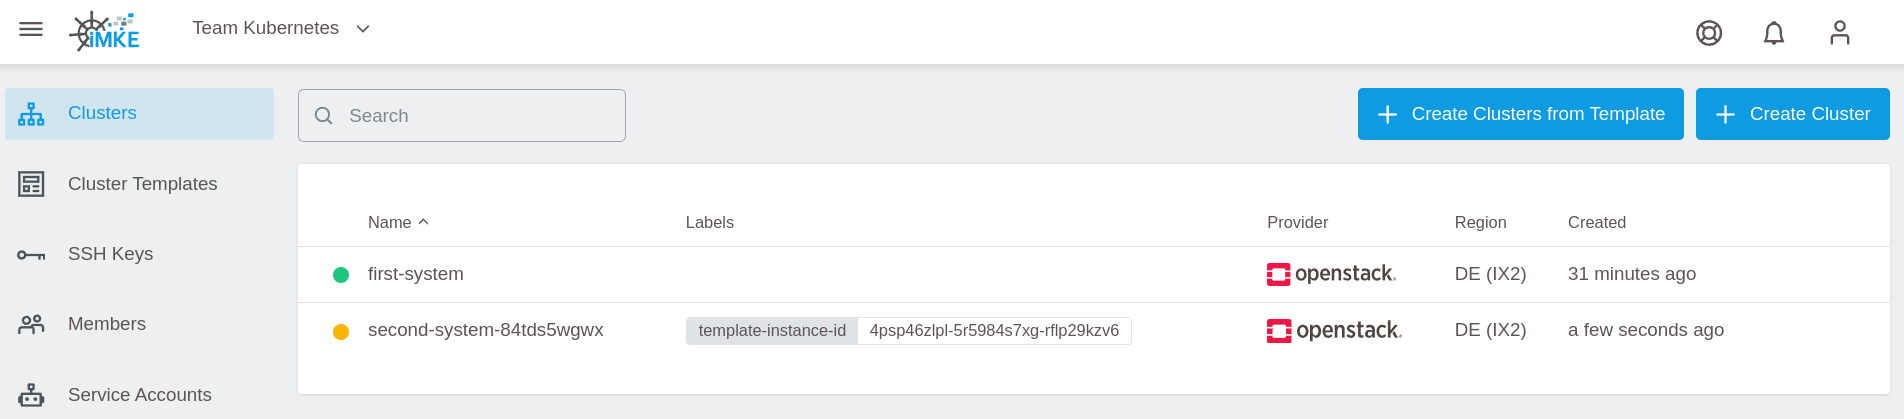 iMKE
Team Kubernetes
Clusters
Search
Create Clusters from Template
Create Cluster
Cluster Templates
Name
Labels
Provider
Region
Created
SSH Keys
first-system
openstack.
DE (IX2)
31 minutes ago
Members
second-system-84tds5wgwx
template-instance-id
4psp46zlpl-5r5984s7xg-rflp29kzv6
openstack.
DE (IX2)
a few seconds ago
Service Accounts